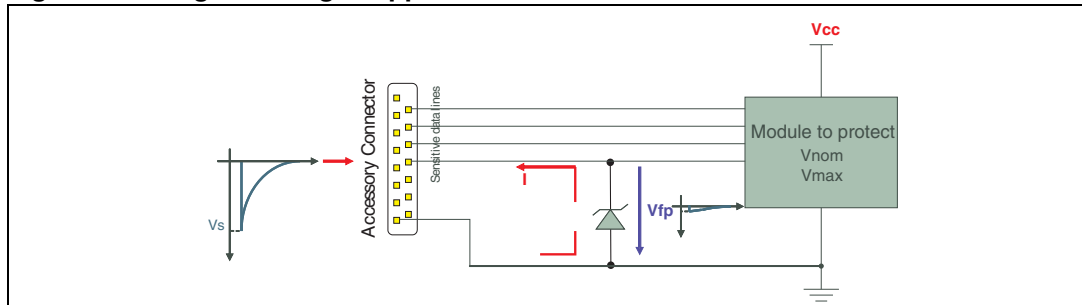 Vcc
Accessory Connector
Sensitive data lines
Module to protect
Vnom
Vmax
I
Vfp
Vs